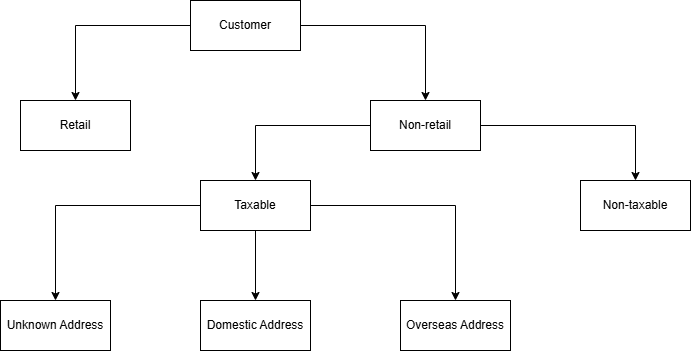 Customer
Retail
Non-retail
Taxable
Non-taxable
Unknown Address
Domestic Address
Overseas Address